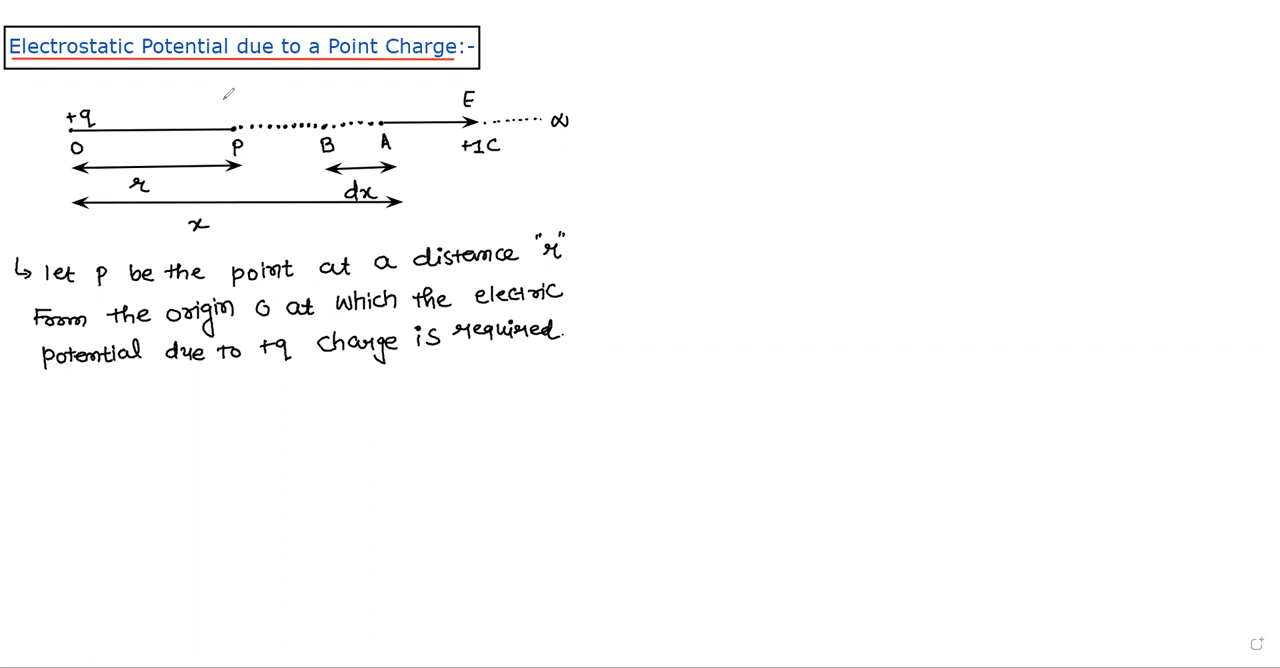 Electrostatic Potential due to a Point Charge:-
E
+q
∞
O P B A +1C
r
dx
x
↳ let P be the point at a distance "r"
From the origin O at which the electric
potential due to +q charge is required.